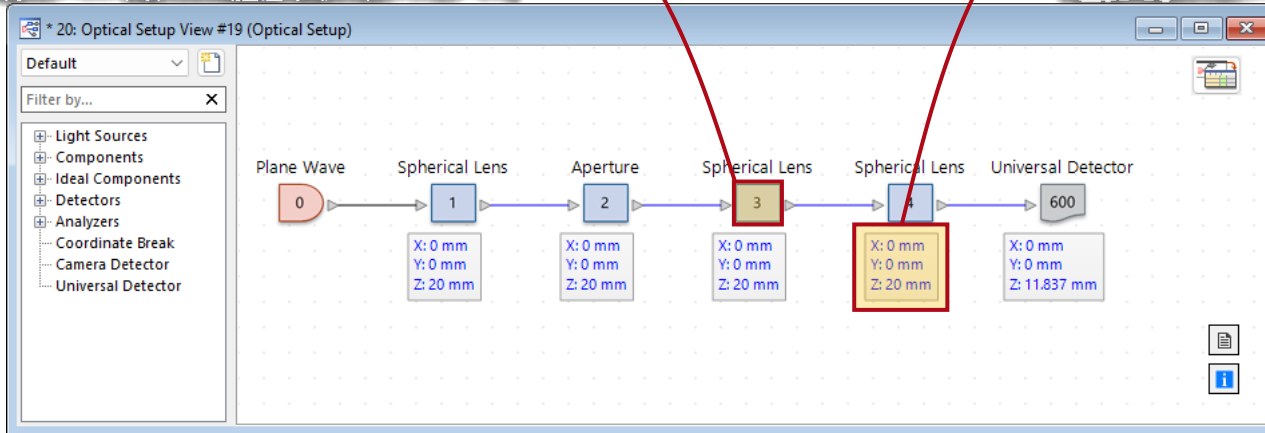 * 20: Optical Setup View #19 (Optical Setup)
Default
Filter by...
Light Sources
Components
Ideal Components
Detectors
Analyzers
Coordinate Break
Camera Detector
Universal Detector
Plane Wave
Spherical Lens
Aperture
Spherical Lens
Spherical Lens
Universal Detector
0
1
2
3
4
600
X: 0 mm
Y: 0 mm
Z: 20 mm
X: 0 mm
Y: 0 mm
Z: 20 mm
X: 0 mm
Y: 0 mm
Z: 20 mm
X: 0 mm
Y: 0 mm
Z: 20 mm
X: 0 mm
Y: 0 mm
Z: 11.837 mm